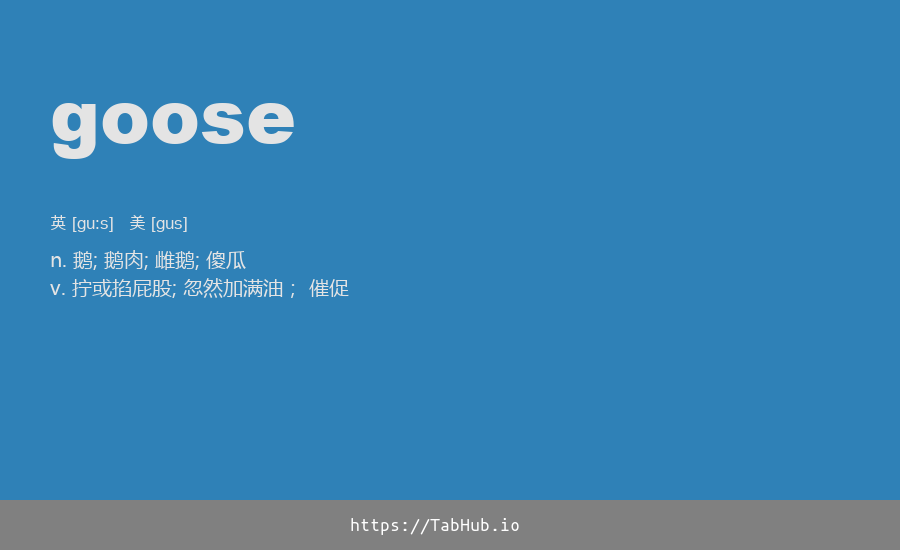 goose
英 [guːs] 美 [gus]
n. 鹅; 鹅肉; 雌鹅; 傻瓜
v. 拧或掐屁股; 忽然加满油； 催促
https://TabHub.io